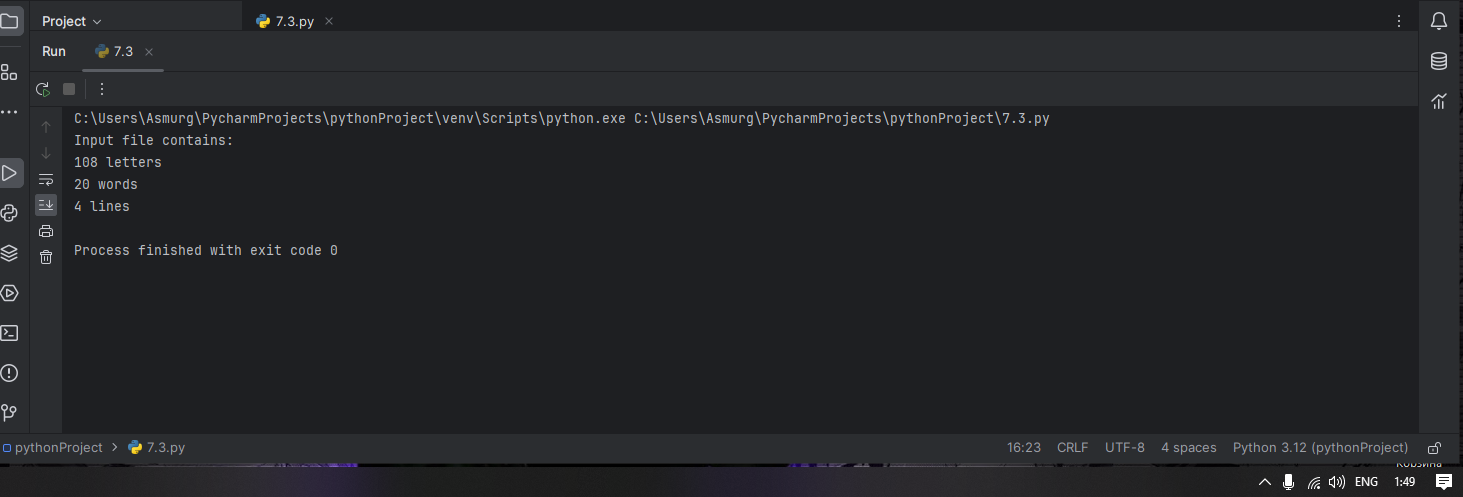 Project
7.3.py
Run
7.3
C:\Users\Asmurg\PycharmProjects\pythonProject\venv\Scripts\python.exe C:\Users\Asmurg\PycharmProjects\pythonProject\7.3.py
Input file contains:
108 letters
20 words
4 lines
Process finished with exit code 0
pythonProject > 7.3.py
16:23 CRLF UTF-8 4 spaces Python 3.12 (pythonProject)
Корзина
ENG 1:49